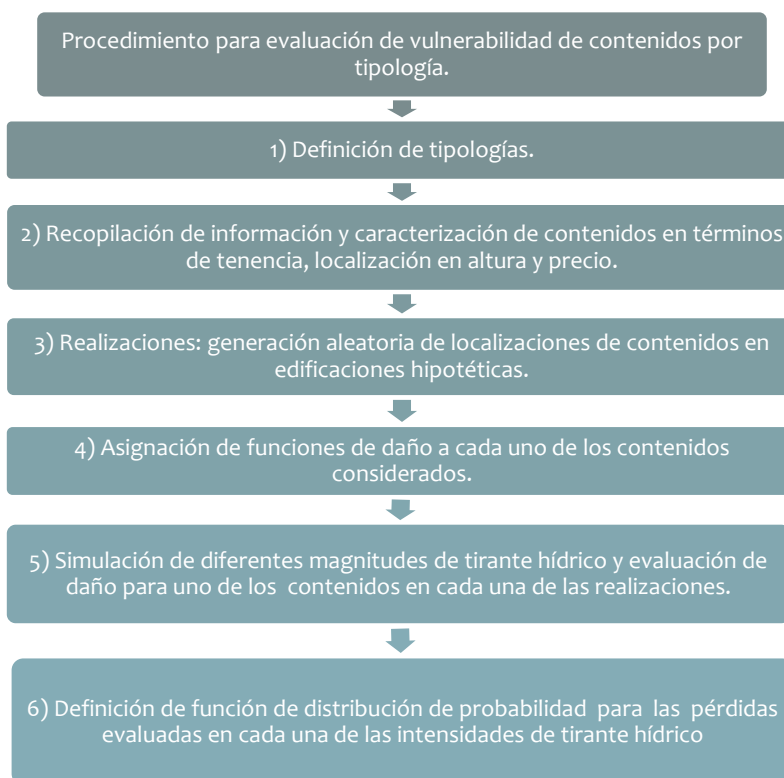 Procedimiento para evaluación de vulnerabilidad de contenidos por
tipología.
1) Definición de tipologías.
2) Recopilación de información y caracterización de contenidos en términos
de tenencia, localización en altura y precio.
3) Realizaciones: generación aleatoria de localizaciones de contenidos en
edificaciones hipotéticas.
4) Asignación de funciones de daño a cada uno de los contenidos
considerados.
5) Simulación de diferentes magnitudes de tirante hídrico y evaluación de
daño para uno de los contenidos en cada una de las realizaciones.
6) Definición de función de distribución de probabilidad para las pérdidas
evaluadas en cada una de las intensidades de tirante hídrico